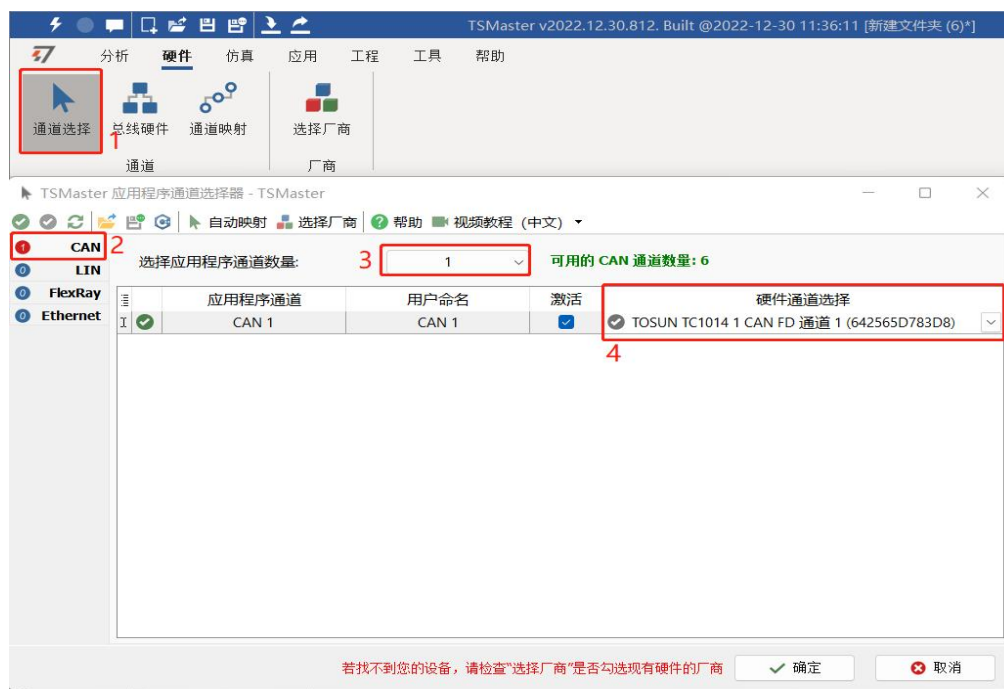 TSMaster v2022.12.30.812. Built @2022-12-30 11:36:11 [新建文件夹 (6)*]
分析 硬件 仿真 应用 工程 工具 帮助
通道选择 总线硬件 通道映射 选择厂商
1
通道 厂商
TSMaster 应用程序通道选择器 - TSMaster
自动映射 选择厂商 帮助 视频教程 (中文)
1 CAN 2
0 LIN
0 FlexRay
0 Ethernet
选择应用程序通道数量: 3 1 可用的 CAN 通道数量: 6
应用程序通道 用户命名 激活 硬件通道选择
CAN 1 CAN 1 TOSUN TC1014 1 CAN FD 通道 1 (642565D783D8)
4
若找不到您的设备，请检查"选择厂商"是否勾选现有硬件的厂商 确定 取消